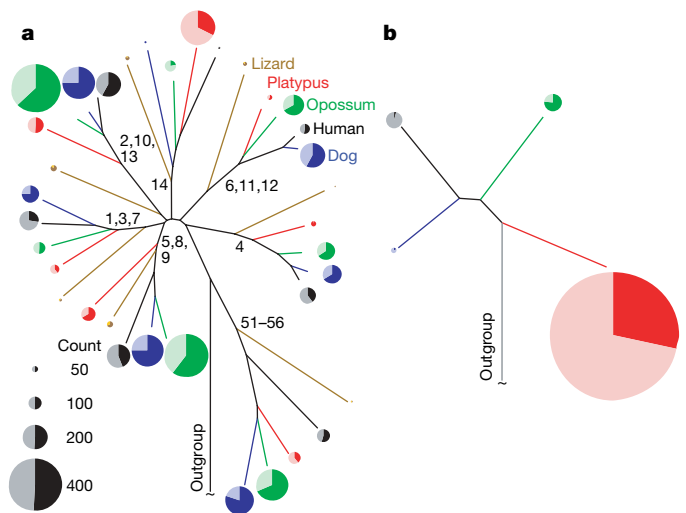 a
b
Lizard
Platypus
Opossum
Human
Dog
2,10,
13
14
6,11,12
1,3,7
5,8,
9
4
51–56
Count
50
100
200
400
Outgroup
~
Outgroup
~